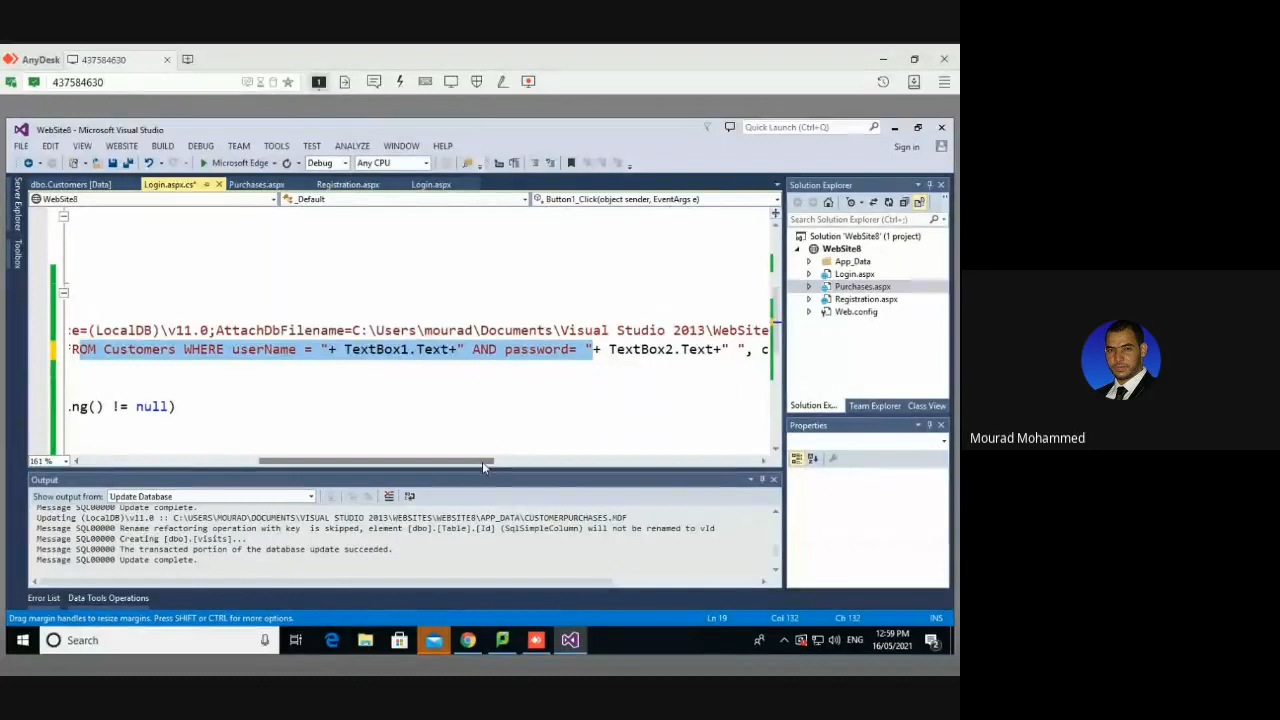 AnyDesk
437584630
437584630
WebSite8 - Microsoft Visual Studio
Quick Launch (Ctrl+Q)
FILE EDIT VIEW WEBSITE BUILD DEBUG TEAM TOOLS TEST ANALYZE WINDOW HELP
Sign in
Microsoft Edge Debug Any CPU
Server Explorer
Toolbox
dbo.Customers [Data] Login.aspx.cs* Purchases.aspx Registration.aspx Login.aspx
WebSite8 _Default Button1_Click(object sender, EventArgs e)
:e=(LocalDB)\v11.0;AttachDbFilename=C:\Users\mourad\Documents\Visual Studio 2013\WebSite
ROM Customers WHERE userName = "+ TextBox1.Text+" AND password= "+ TextBox2.Text+" ", c
ng() != null)
161 %
Solution Explorer
Search Solution Explorer (Ctrl+;)
Solution 'WebSite8' (1 project)
WebSite8
App_Data
Login.aspx
Purchases.aspx
Registration.aspx
Web.config
Solution Ex... Team Explorer Class View
Properties
Output
Show output from: Update Database
Message SQL00000 Update complete.
Updating (LocalDB)\v11.0 :: C:\USERS\MOURAD\DOCUMENTS\VISUAL STUDIO 2013\WEBSITES\WEBSITE8\APP_DATA\CUSTOMERPURCHASES.MDF
Message SQL00000 Rename refactoring operation with key  is skipped, element [dbo].[Table].[Id] (SqlSimpleColumn) will not be renamed to vId
Message SQL00000 Creating [dbo].[visits]...
Message SQL00000 The transacted portion of the database update succeeded.
Message SQL00000 Update complete.
Error List Data Tools Operations
Drag margin handles to resize margins. Press SHIFT or CTRL for more options.
Ln 19 Col 132 Ch 132 INS
Search
ENG
12:59 PM
16/05/2021
2
Mourad Mohammed